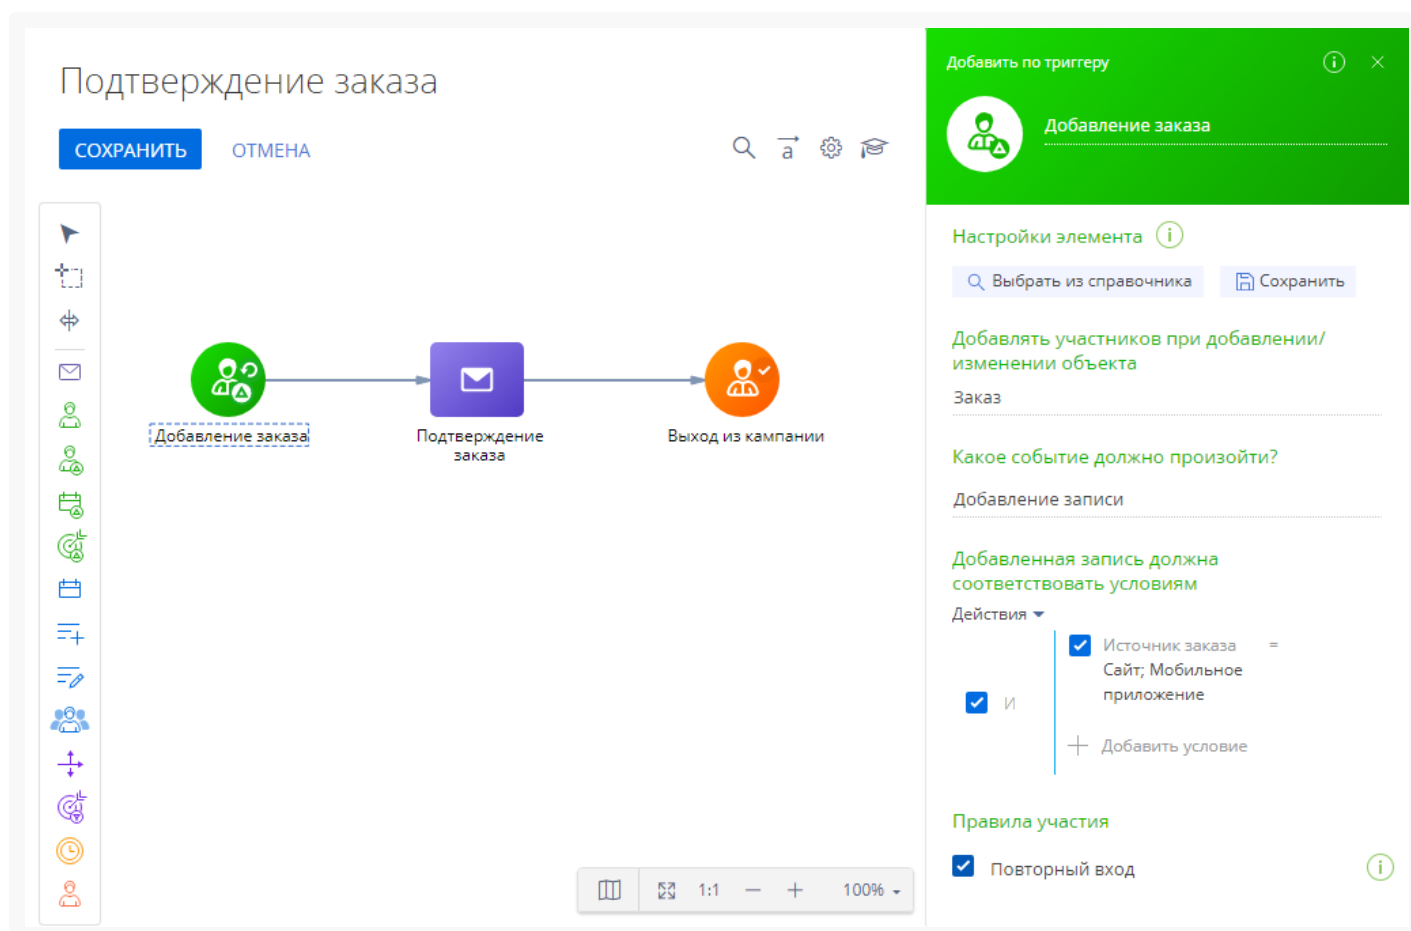 Подтверждение заказа
СОХРАНИТЬ
ОТМЕНА
a
Добавление заказа
Подтверждение
заказа
Выход из кампании
1:1
100%
Добавить по триггеру
Добавление заказа
Настройки элемента
Выбрать из справочника
Сохранить
Добавлять участников при добавлении/
изменении объекта
Заказ
Какое событие должно произойти?
Добавление записи
Добавленная запись должна
соответствовать условиям
Действия
И
Источник заказа =
Сайт; Мобильное
приложение
Добавить условие
Правила участия
Повторный вход